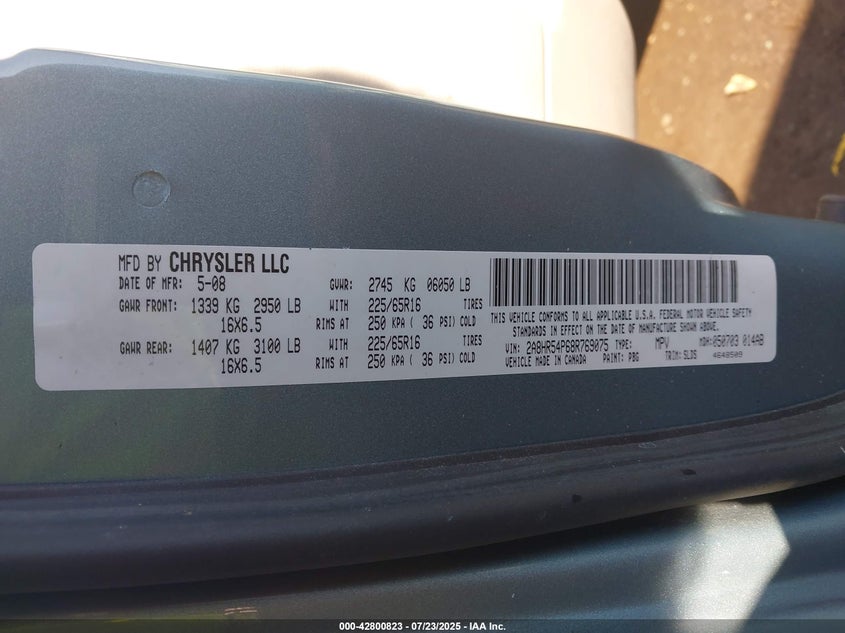 MFD BY CHRYSLER LLC
DATE OF MFR: 5-08 GVWR: 2745 KG 06050 LB
GAWR FRONT: 1339 KG 2950 LB WITH 225/65R16 TIRES
16X6.5 RIMS AT 250 KPA ( 36 PSI) COLD
GAWR REAR: 1407 KG 3100 LB WITH 225/65R16 TIRES
16X6.5 RIMS AT 250 KPA ( 36 PSI) COLD
THIS VEHICLE CONFORMS TO ALL APPLICABLE U.S.A. FEDERAL MOTOR VEHICLE SAFETY
STANDARDS IN EFFECT ON THE DATE OF MANUFACTURE SHOWN ABOVE.
VIN: 2A8HR54P68R769075 TYPE: MPV MDH:050703 014AB
VEHICLE MADE IN CANADA PAINT: PBG TRIM:SLDS 4648509
000-42800823 / 07/23/2025 - IAA Inc.